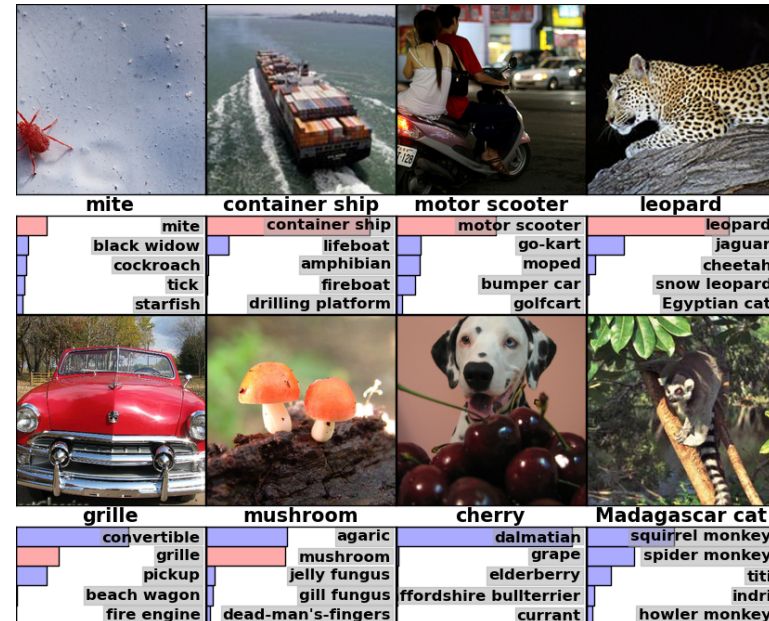 mite
container ship
motor scooter
leopard
mite
black widow
cockroach
tick
starfish
container ship
lifeboat
amphibian
fireboat
drilling platform
motor scooter
go-kart
moped
bumper car
golfcart
leopard
jaguar
cheetah
snow leopard
Egyptian cat
grille
mushroom
cherry
Madagascar cat
convertible
grille
pickup
beach wagon
fire engine
agaric
mushroom
jelly fungus
gill fungus
dead-man's-fingers
dalmatian
grape
elderberry
ffordshire bullterrier
currant
squirrel monkey
spider monkey
titi
indri
howler monkey